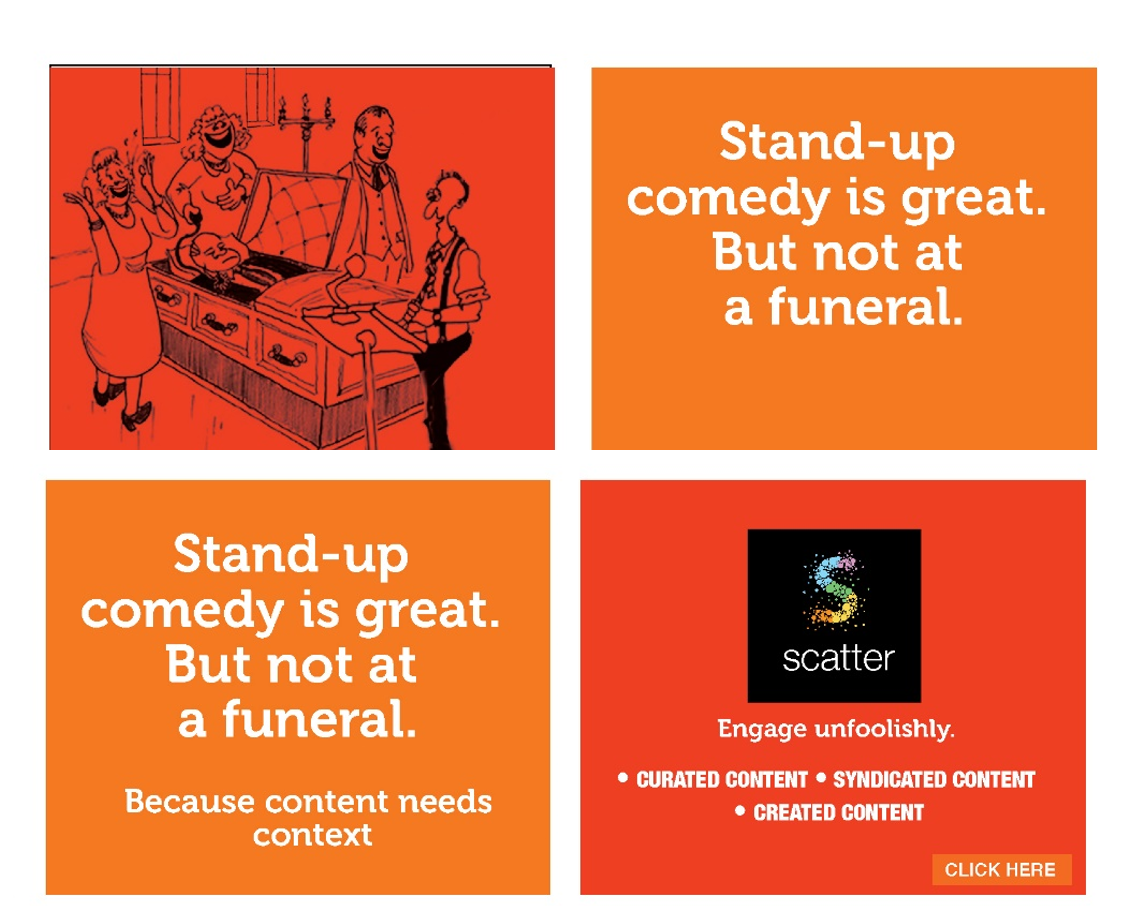 Stand-up
comedy is great.
But not at
a funeral.
Stand-up
comedy is great.
But not at
a funeral.
Because content needs
context
scatter
Engage unfoolishly.
• CURATED CONTENT • SYNDICATED CONTENT
• CREATED CONTENT
CLICK HERE